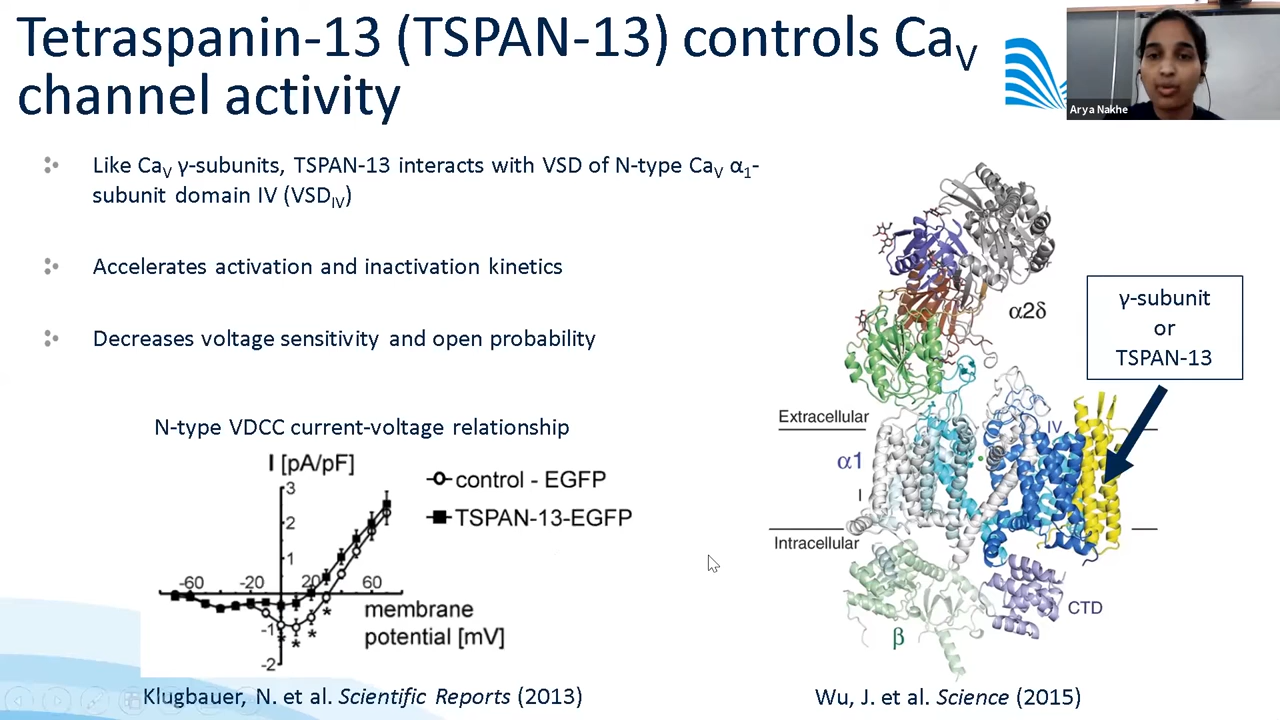 Tetraspanin-13 (TSPAN-13) controls CaV
channel activity
Arya Nakhe
Like CaV γ-subunits, TSPAN-13 interacts with VSD of N-type CaV α1-
subunit domain IV (VSDIV)
Accelerates activation and inactivation kinetics
Decreases voltage sensitivity and open probability
N-type VDCC current-voltage relationship
I [pA/pF]
3
2
1
-1
-2
-60
-20
20
60
control - EGFP
TSPAN-13-EGFP
membrane
potential [mV]
* * * *
Klugbauer, N. et al. Scientific Reports (2013)
γ-subunit
or
TSPAN-13
α2δ
Extracellular
IV
α1
I
Intracellular
CTD
β
Wu, J. et al. Science (2015)